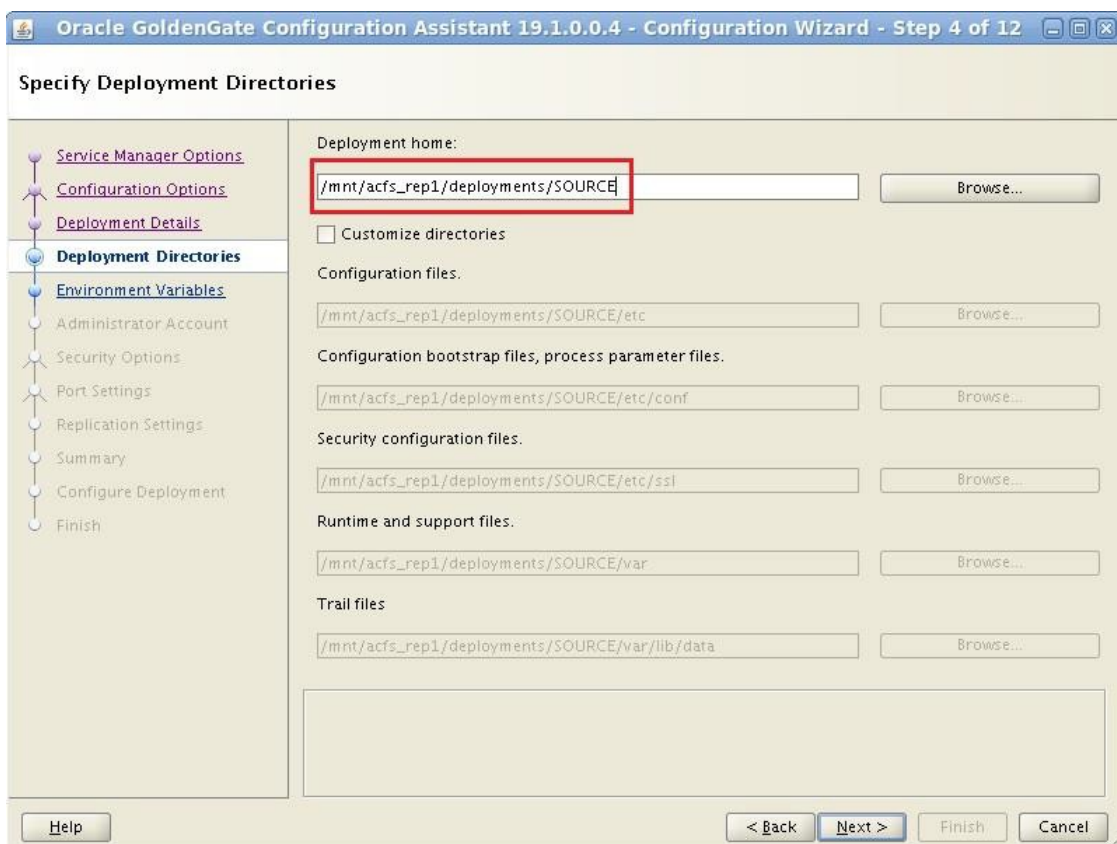 Oracle GoldenGate Configuration Assistant 19.1.0.0.4 - Configuration Wizard - Step 4 of 12
Specify Deployment Directories
Service Manager Options
Configuration Options
Deployment Details
Deployment Directories
Environment Variables
Administrator Account
Security Options
Port Settings
Replication Settings
Summary
Configure Deployment
Finish
Deployment home:
/mnt/acfs_rep1/deployments/SOURCE
Browse...
Customize directories
Configuration files.
/mnt/acfs_rep1/deployments/SOURCE/etc
Browse...
Configuration bootstrap files, process parameter files.
/mnt/acfs_rep1/deployments/SOURCE/etc/conf
Browse...
Security configuration files.
/mnt/acfs_rep1/deployments/SOURCE/etc/ssl
Browse...
Runtime and support files.
/mnt/acfs_rep1/deployments/SOURCE/var
Browse...
Trail files
/mnt/acfs_rep1/deployments/SOURCE/var/lib/data
Browse...
Help
< Back
Next >
Finish
Cancel